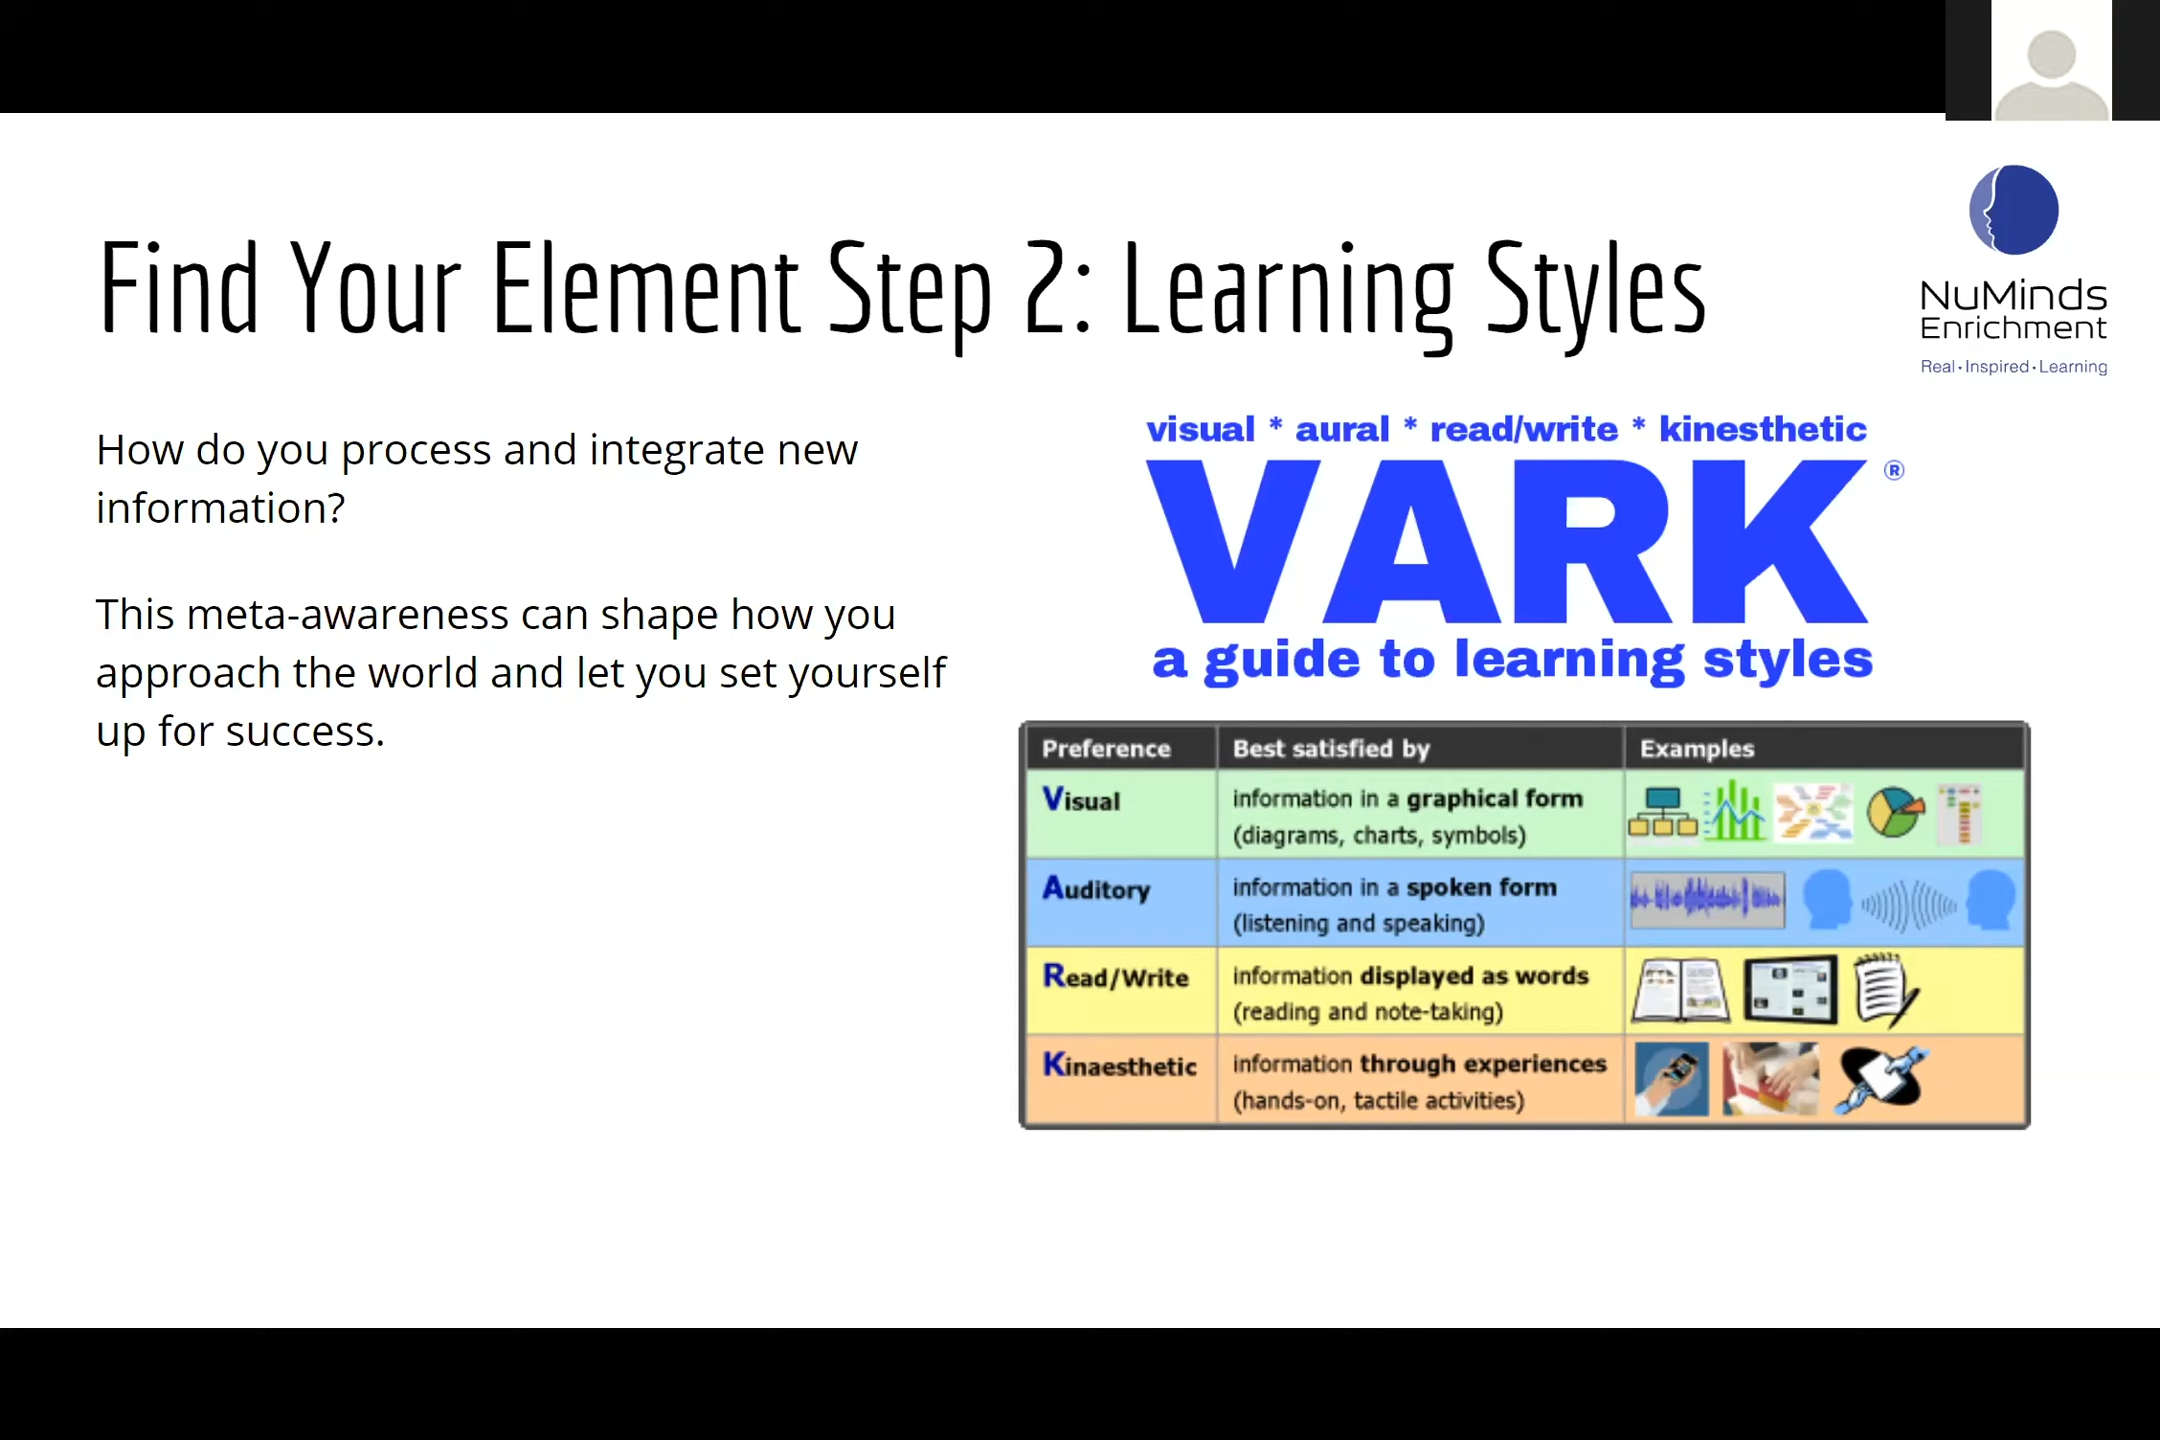 Find Your Element Step 2: Learning Styles
NuMinds
Enrichment
Real·Inspired·Learning
How do you process and integrate new
information?
This meta-awareness can shape how you
approach the world and let you set yourself
up for success.
visual * aural * read/write * kinesthetic
VARK®
a guide to learning styles
Preference Best satisfied by Examples
Visual information in a graphical form
(diagrams, charts, symbols)
Auditory information in a spoken form
(listening and speaking)
Read/Write information displayed as words
(reading and note-taking)
Kinaesthetic information through experiences
(hands-on, tactile activities)